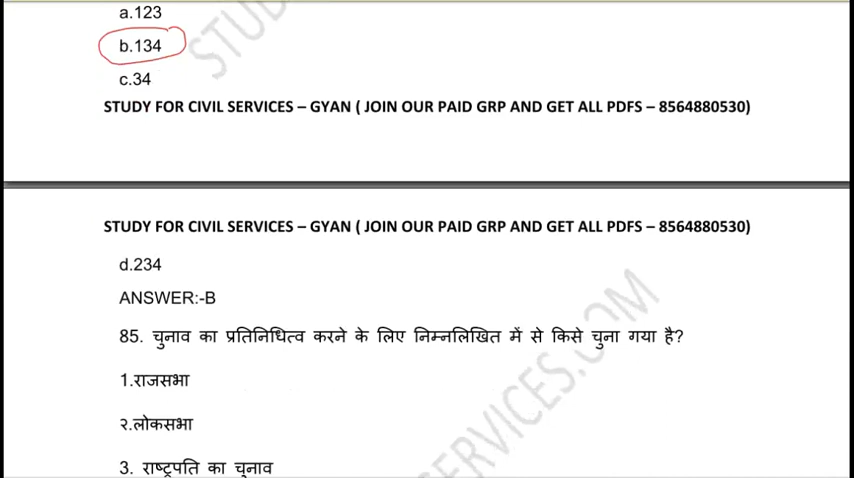 a.123
b.134
c.34
STUDY FOR CIVIL SERVICES – GYAN ( JOIN OUR PAID GRP AND GET ALL PDFS – 8564880530)
STUDY FOR CIVIL SERVICES – GYAN ( JOIN OUR PAID GRP AND GET ALL PDFS – 8564880530)
d.234
ANSWER:-B
85. चुनाव का प्रतिनिधित्व करने के लिए निम्नलिखित में से किसे चुना गया है?
1.राजसभा
२.लोकसभा
3. राष्ट्रपति का चुनाव